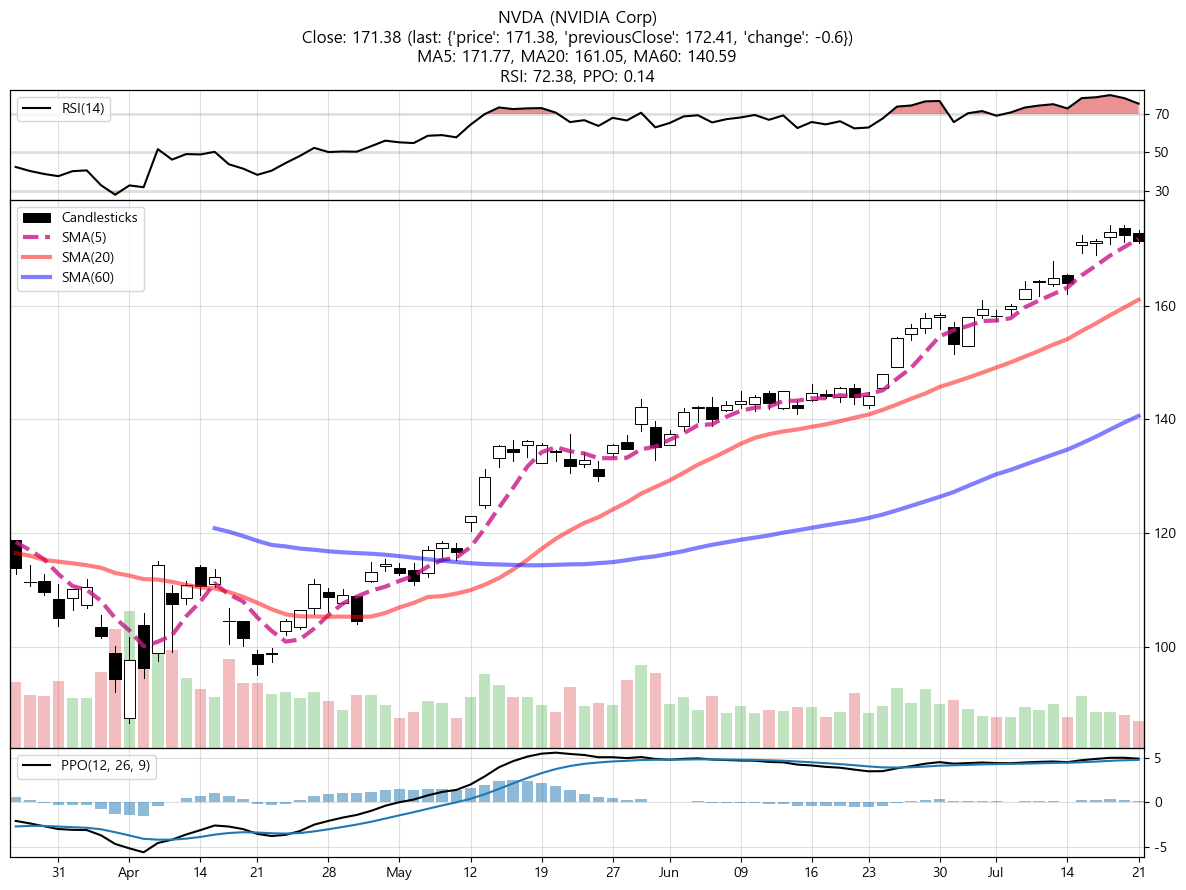 NVDA (NVIDIA Corp)
Close: 171.38 (last: {'price': 171.38, 'previousClose': 172.41, 'change': -0.6})
MA5: 171.77, MA20: 161.05, MA60: 140.59
RSI: 72.38, PPO: 0.14
RSI(14)
70
50
30
Candlesticks
SMA(5)
SMA(20)
SMA(60)
160
140
120
100
PPO(12, 26, 9)
5
0
-5
31 Apr 14 21 28 May 12 19 27 Jun 09 16 23 30 Jul 14 21